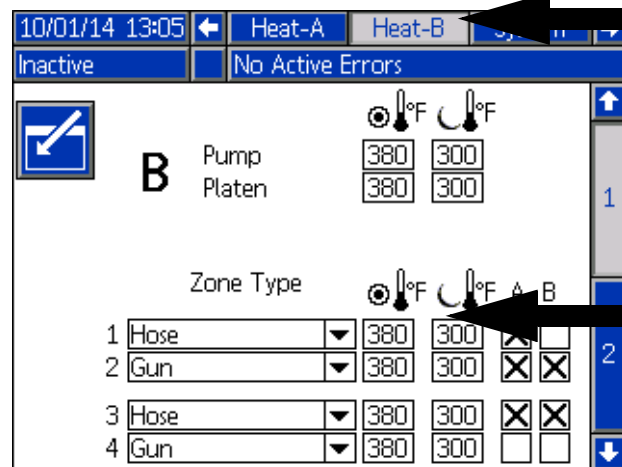 10/01/14 13:05 Heat-A Heat-B
Inactive No Active Errors
°F °F
B
Pump 380 300
Platen 380 300
1
Zone Type °F °F A B
1 Hose 380 300
2 Gun 380 300
2
3 Hose 380 300
4 Gun 380 300